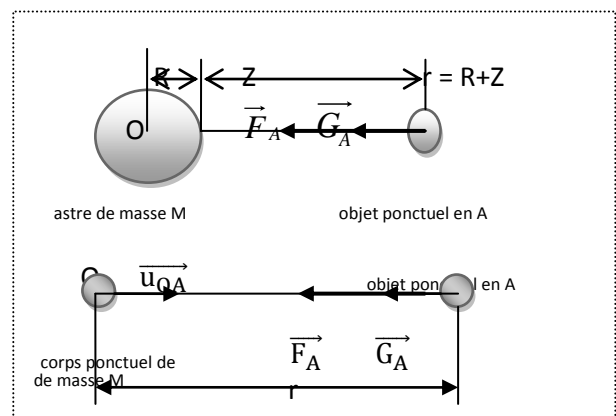 R Z r = R+Z
O F_A G_A
astre de masse M objet ponctuel en A
O u_OA objet ponctuel en A
F_A G_A
corps ponctuel de
de masse M
r